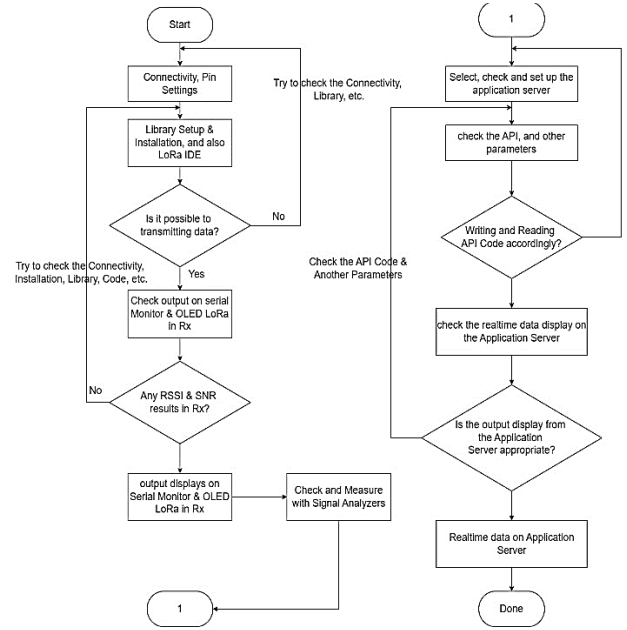 Start
Connectivity, Pin
Settings
Try to check the Connectivity,
Library, etc.
Library Setup &
Installation, and also
LoRa IDE
Is it possible to
transmitting data?
No
Try to check the Connectivity,
Installation, Library, Code, etc.
Yes
Check output on serial
Monitor & OLED LoRa
in Rx
No
Any RSSI & SNR
results in Rx?
output displays on
Serial Monitor & OLED
LoRa in Rx
Check and Measure
with Signal Analyzers
1
1
Select, check and set up the
application server
check the API, and other
parameters
Writing and Reading
API Code accordingly?
Check the API Code &
Another Parameters
check the realtime data display on
the Application Server
Is the output display from
the Application
Server appropriate?
Realtime data on Application
Server
Done